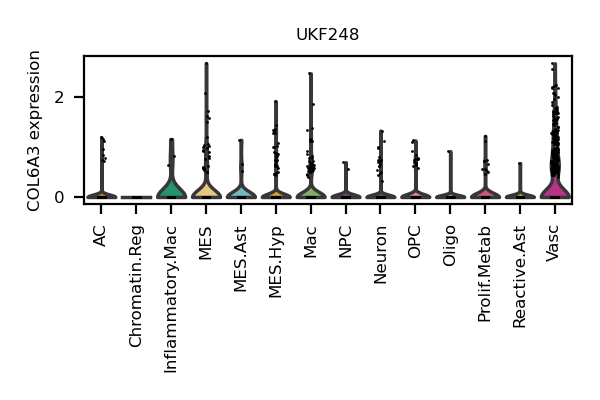 UKF248
COL6A3 expression
2
0
AC
Chromatin.Reg
Inflammatory.Mac
MES
MES.Ast
MES.Hyp
Mac
NPC
Neuron
OPC
Oligo
Prolif.Metab
Reactive.Ast
Vasc